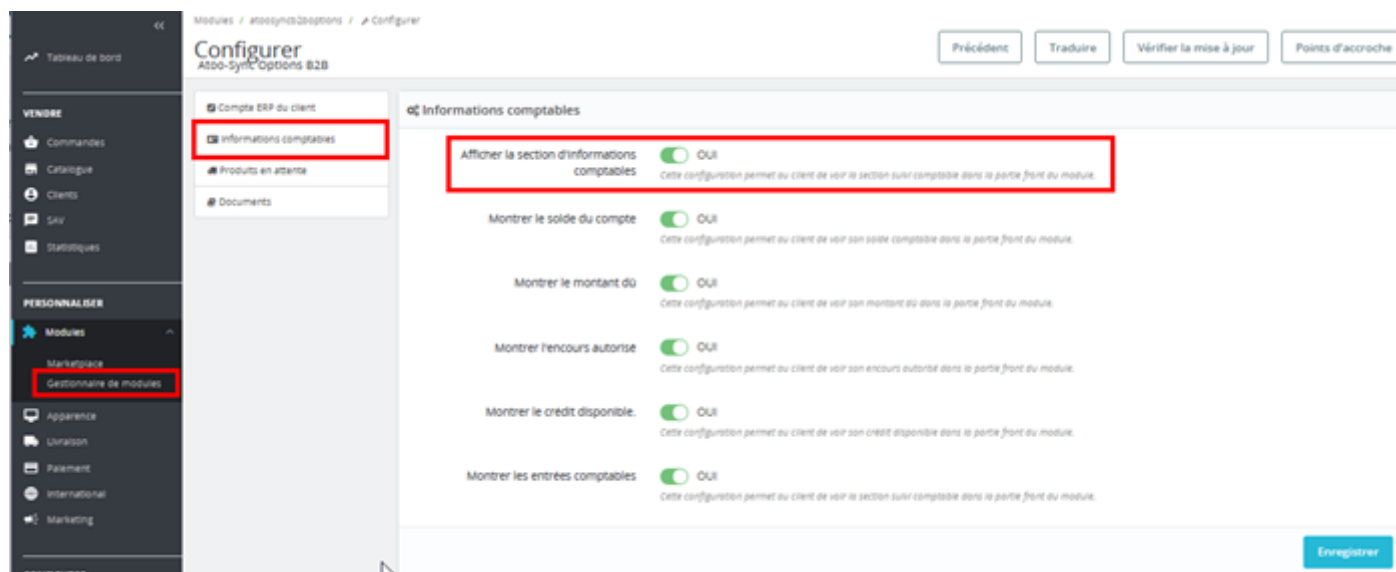 «
Modules / atoosyncb2boptions / Configurer
Configurer
Atoo-Sync Options B2B
Précédent
Traduire
Vérifier la mise à jour
Points d'accroche
Tableau de bord
VENDRE
Commandes
Catalogue
Clients
SAV
Statistiques
PERSONNALISER
Modules
Marketplace
Gestionnaire de modules
Apparence
Livraison
Paiement
International
Marketing
Compte ERP du client
Informations comptables
Produits en attente
Documents
Informations comptables
Afficher la section d'informations
comptables
OUI
Cette configuration permet au client de voir la section suivi comptable dans la partie front du module.
Montrer le solde du compte
OUI
Cette configuration permet au client de voir son solde comptable dans la partie front du module.
Montrer le montant dû
OUI
Cette configuration permet au client de voir son montant dû dans la partie front du module.
Montrer l'encours autorisé
OUI
Cette configuration permet au client de voir son encours autorisé dans la partie front du module.
Montrer le crédit disponible.
OUI
Cette configuration permet au client de voir son crédit disponible dans la partie front du module.
Montrer les entrées comptables
OUI
Cette configuration permet au client de voir la section suivi comptable dans la partie front du module.
Enregistrer